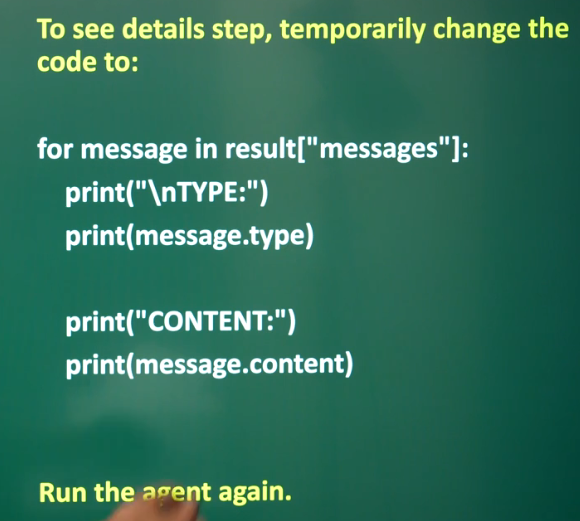 To see details step, temporarily change the
code to:
for message in result["messages"]:
print("\nTYPE:")
print(message.type)
print("CONTENT:")
print(message.content)
Run the agent again.